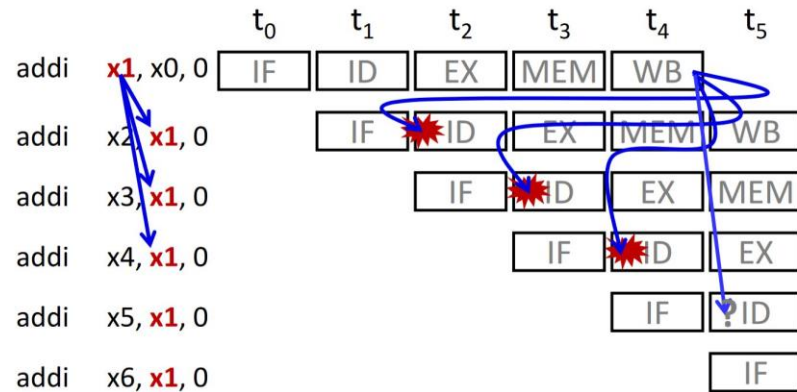 t0 t1 t2 t3 t4 t5
addi x1, x0, 0 IF ID EX MEM WB
addi x2, x1, 0 IF ID EX MEM WB
addi x3, x1, 0 IF ID EX MEM
addi x4, x1, 0 IF ID EX
addi x5, x1, 0 IF ?ID
addi x6, x1, 0 IF